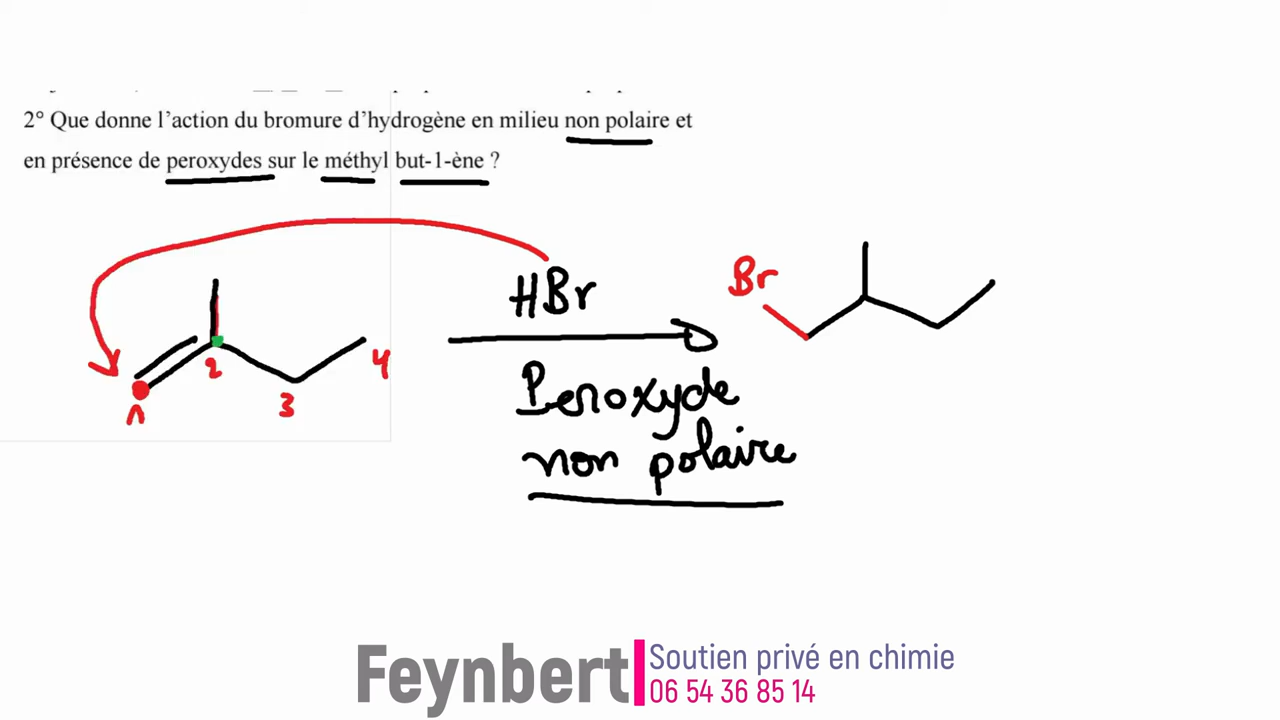 2° Que donne l'action du bromure d'hydrogène en milieu non polaire et
en présence de peroxydes sur le méthyl but-1-ène ?
HBr
Br
2
4
1
3
Peroxyde
non polaire
Feynbert
Soutien privé en chimie
06 54 36 85 14